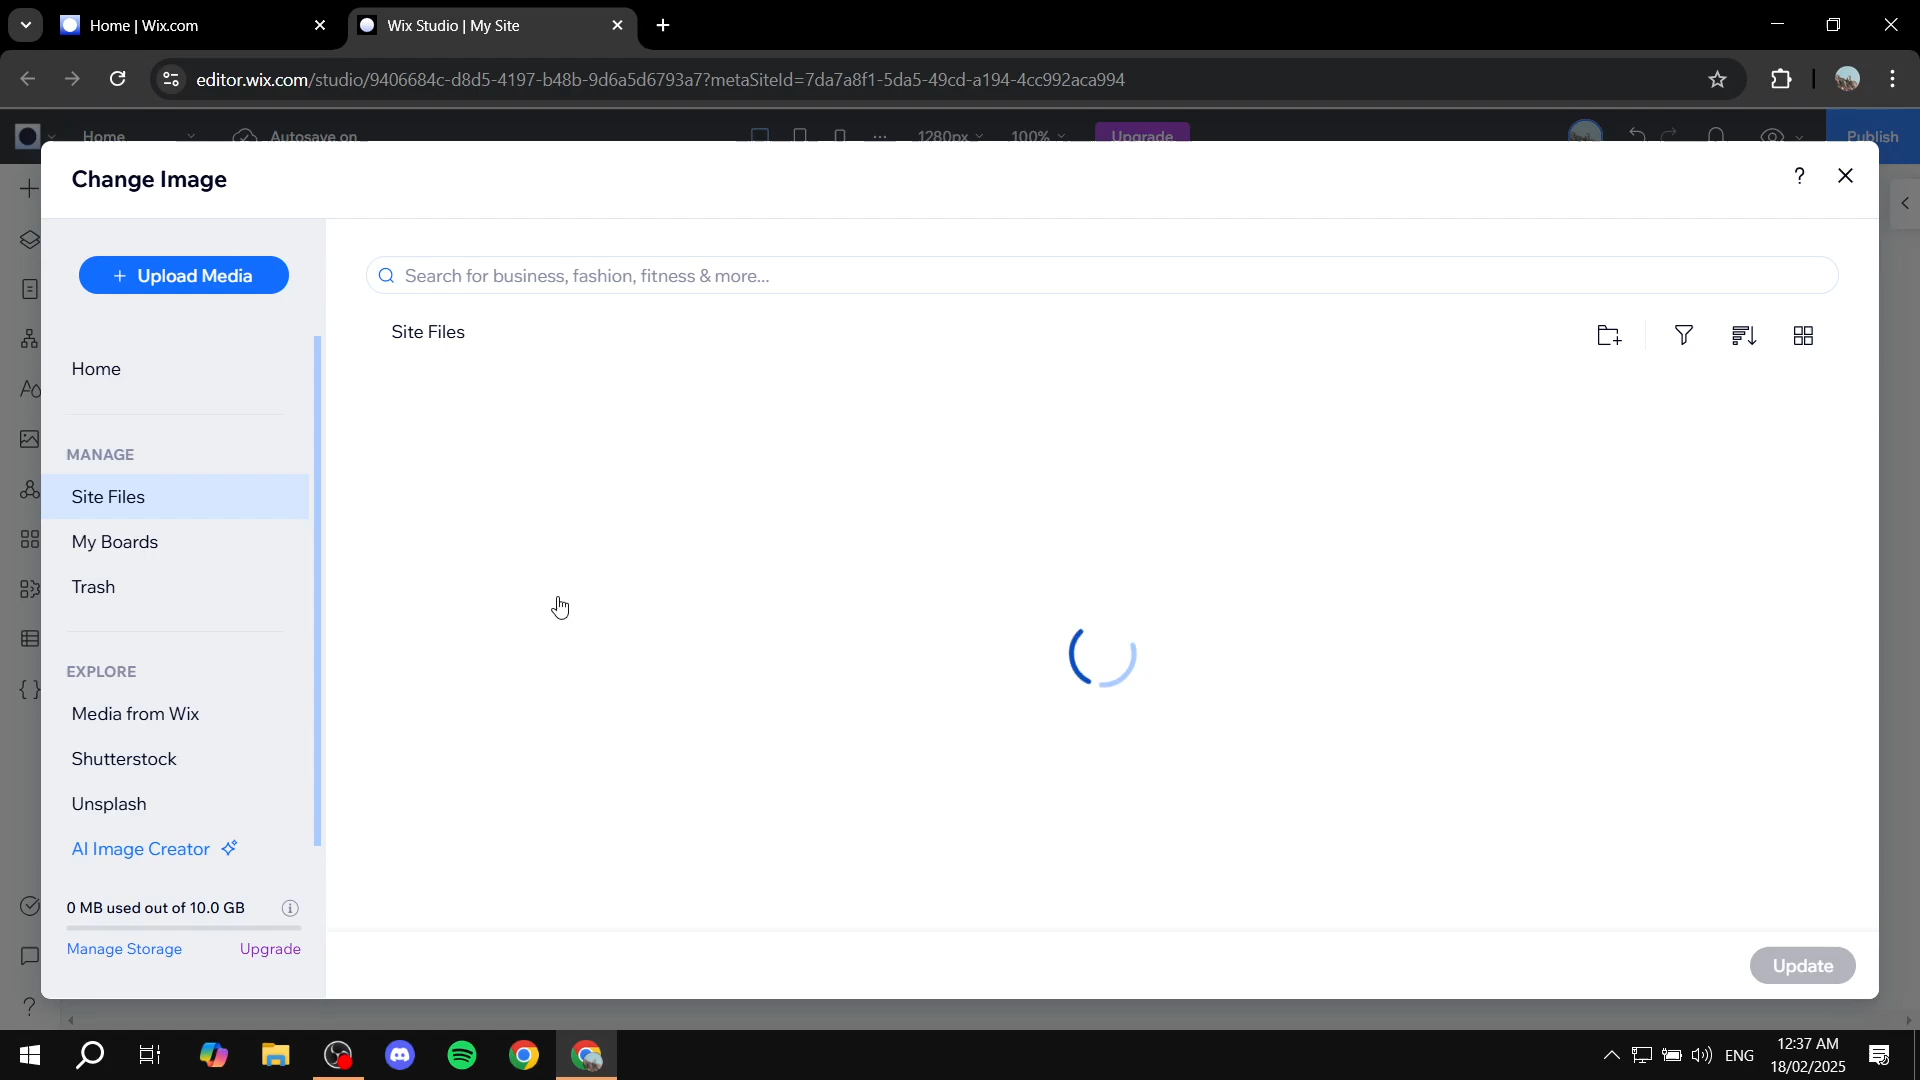 Home | Wix.com
Wix Studio | My Site
editor.wix.com/studio/9406684c-d8d5-4197-b48b-9d6a5d6793a7?metaSiteId=7da7a8f1-5da5-49cd-a194-4cc992aca994
Home
Autosave on
1280px
100%
Upgrade
Publish
Change Image
?
+ Upload Media
Search for business, fashion, fitness & more...
Site Files
Home
MANAGE
Site Files
My Boards
Trash
EXPLORE
Media from Wix
Shutterstock
Unsplash
AI Image Creator
0 MB used out of 10.0 GB
Manage Storage
Upgrade
Update
ENG
12:37 AM
18/02/2025